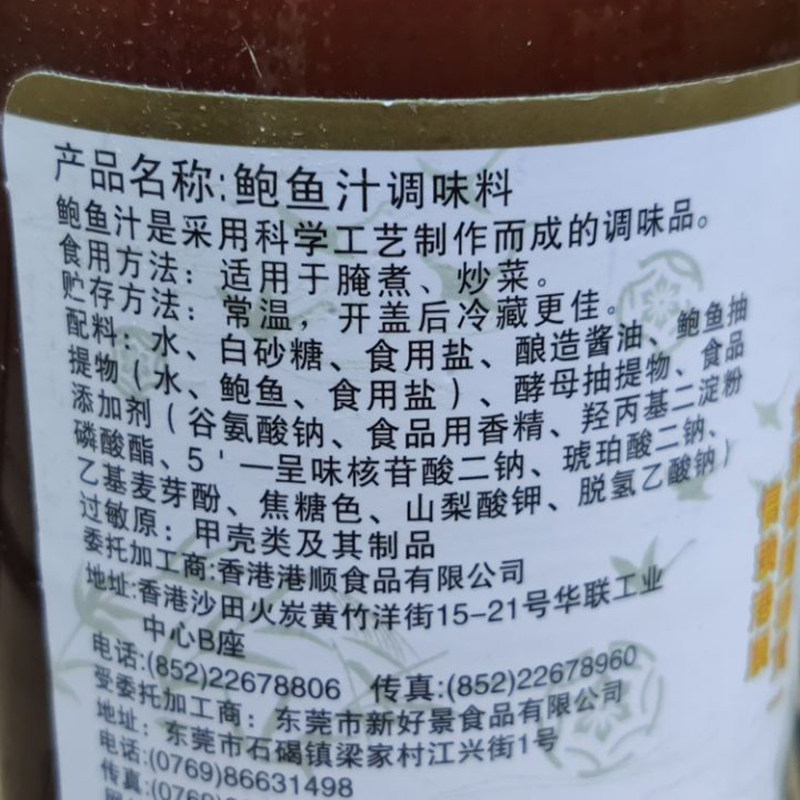 产品名称:鲍鱼汁调味料
鲍鱼汁是采用科学工艺制作而成的调味品。
食用方法：适用于腌煮、炒菜。
贮存方法：常温，开盖后冷藏更佳。
配料：水、白砂糖、食用盐、酿造酱油、鲍鱼抽
提物(水、鲍鱼、食用盐)、酵母抽提物、食品
添加剂(谷氨酸钠、食品用香精、羟丙基二淀粉
磷酸酯、5'—呈味核苷酸二钠、琥珀酸二钠、
乙基麦芽酚、焦糖色、山梨酸钾、脱氢乙酸钠)
过敏原：甲壳类及其制品
委托加工商:香港港顺食品有限公司
地址:香港沙田火炭黄竹洋街15-21号华联工业
中心B座
电话:(852)22678806 传真:(852)22678960
受委托加工商：东莞市新好景食品有限公司
地址：东莞市石碣镇梁家村江兴街1号
电话:(0769)86631498
传真:(0769)